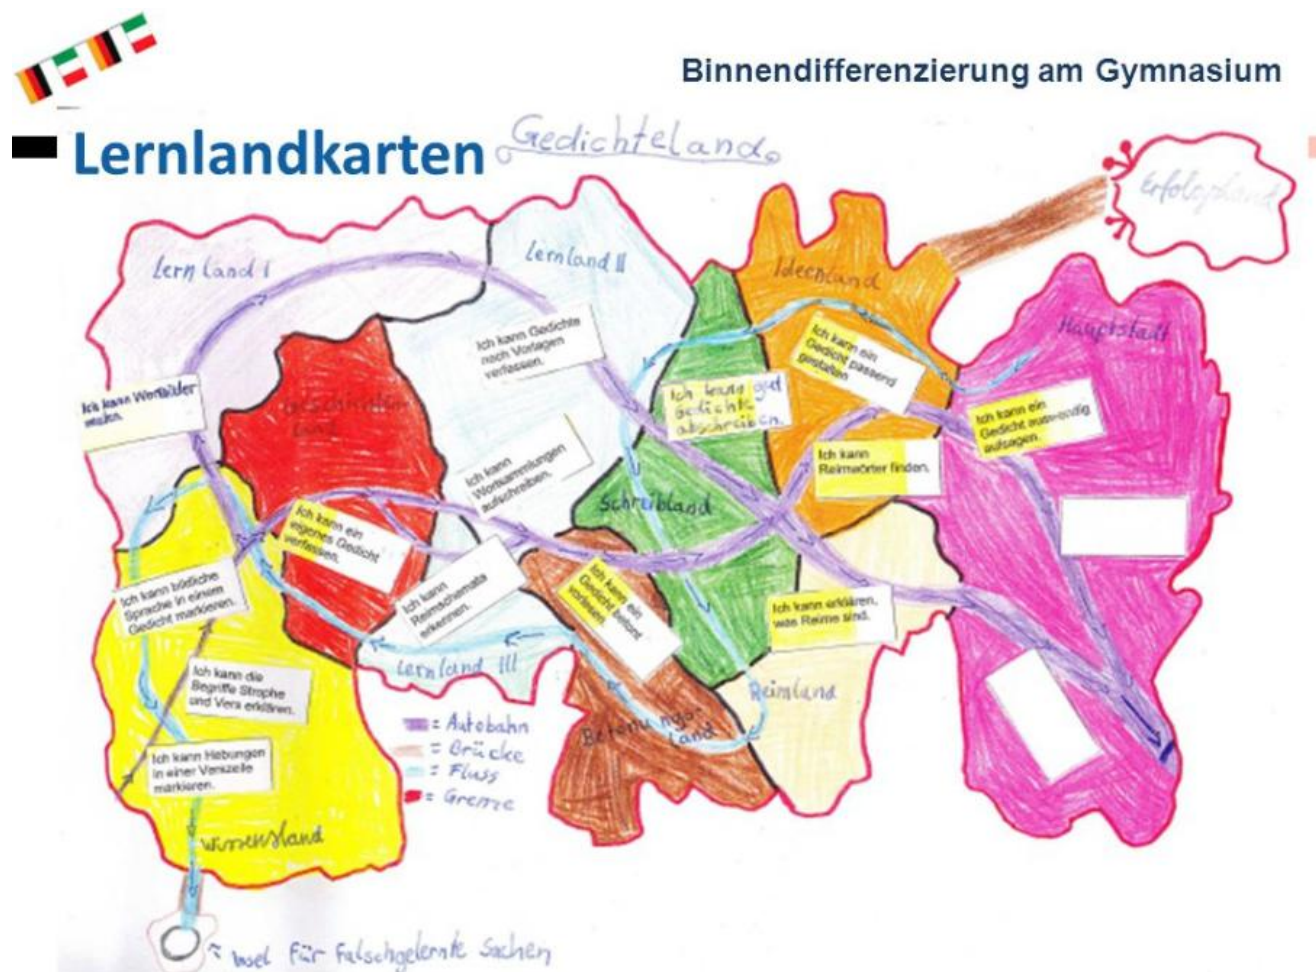 Binnendifferenzierung am Gymnasium
Lernlandkarten
Gedichteland
Lernland I
Lernland II
Ideenland
Hauptstadt
Ich kann Gedichte
nach Vorlagen
verfassen.
Ich kann ein
Gedicht passend
gestalten
Ich kann Wortbilder
malen.
Ich kann gut
Gedichte
abschreiben.
Ich kann ein
Gedicht auswendig
aufsagen.
Ich kann
Reimwörter finden.
Ich kann
Wortsammlungen
aufschreiben.
Schreibland
Ich kann ein
eigenes Gedicht
verfassen.
Ich kann bildliche
Sprache in einem
Gedicht markieren.
Ich kann
Reimschemata
erkennen.
Ich kann ein
Gedicht betont
vorlesen.
Ich kann erklären,
was Reime sind.
Lernland III
Ich kann die
Begriffe Strophe
und Vers erklären.
Reimland
Betonungs-
land
Ich kann Hebungen
in einer Verszeile
markieren.
= Autobahn
= Brücke
= Fluss
= Grenze
Wissensland
= Insel für falschgelernte Sachen